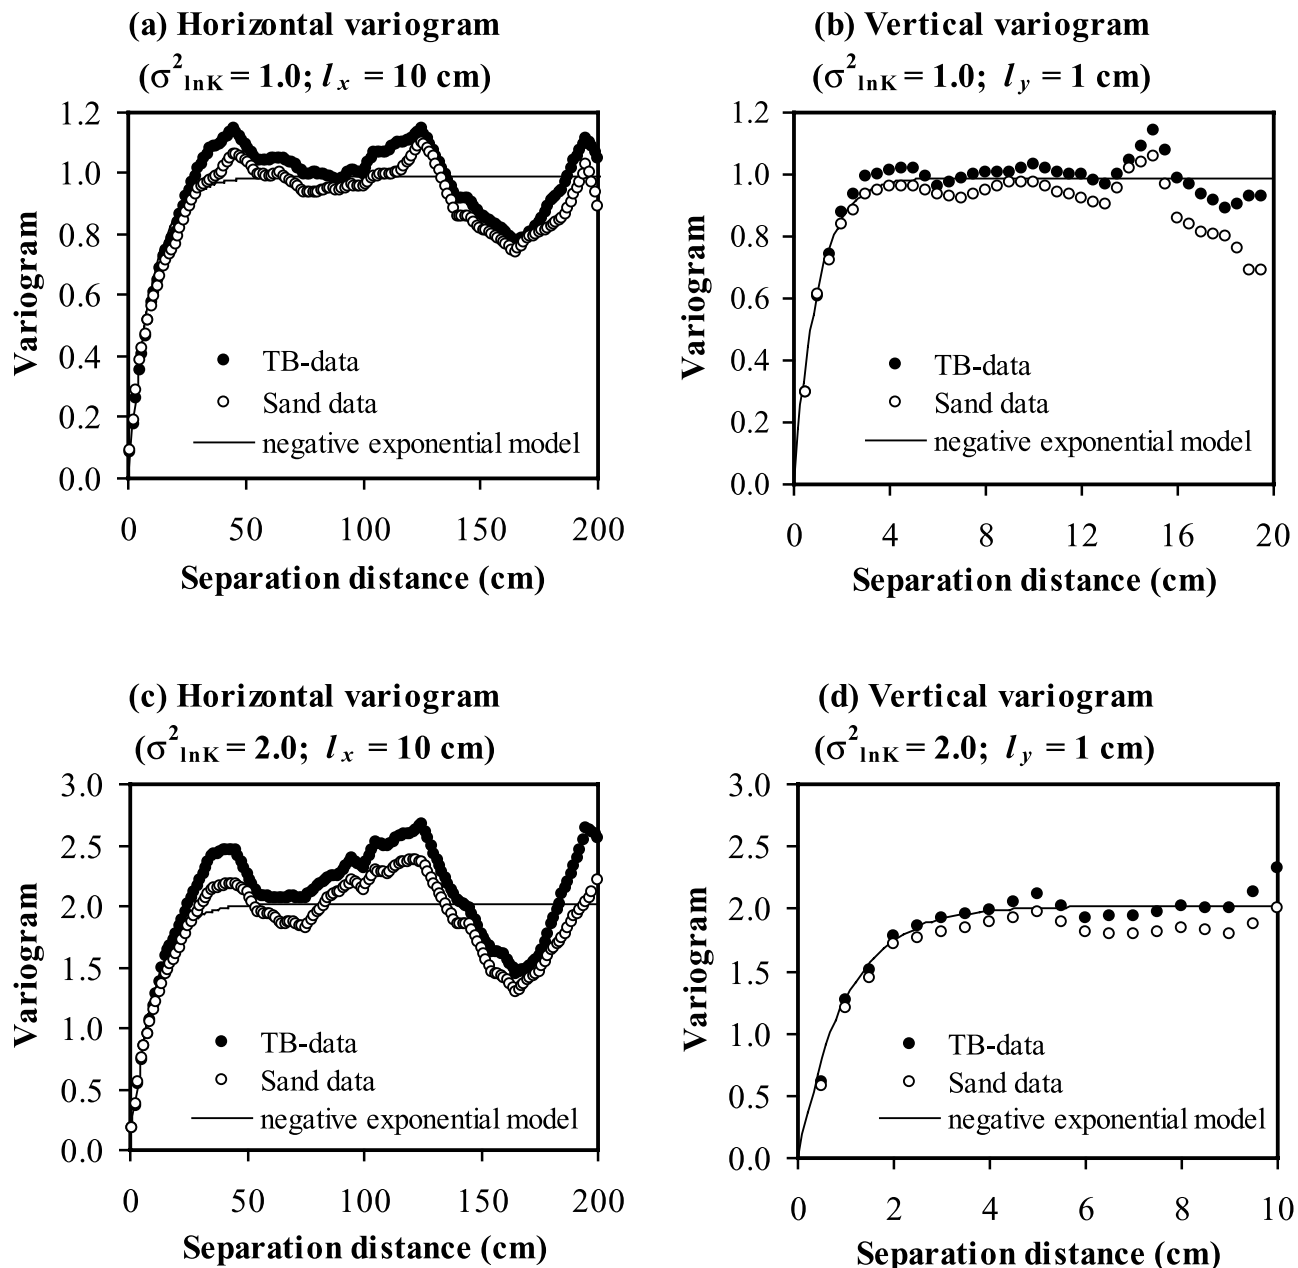 (a) Horizontal variogram
(σ²lnK = 1.0; lx = 10 cm)
Variogram
1.2
1.0
0.8
0.6
0.4
0.2
0.0
TB-data
Sand data
negative exponential model
0 50 100 150 200
Separation distance (cm)
(b) Vertical variogram
(σ²lnK = 1.0; ly = 1 cm)
Variogram
1.2
1.0
0.8
0.6
0.4
0.2
0.0
TB-data
Sand data
negative exponential model
0 4 8 12 16 20
Separation distance (cm)
(c) Horizontal variogram
(σ²lnK = 2.0; lx = 10 cm)
Variogram
3.0
2.5
2.0
1.5
1.0
0.5
0.0
TB-data
Sand data
negative exponential model
0 50 100 150 200
Separation distance (cm)
(d) Vertical variogram
(σ²lnK = 2.0; ly = 1 cm)
Variogram
3.0
2.5
2.0
1.5
1.0
0.5
0.0
TB-data
Sand data
negative exponential model
0 2 4 6 8 10
Separation distance (cm)